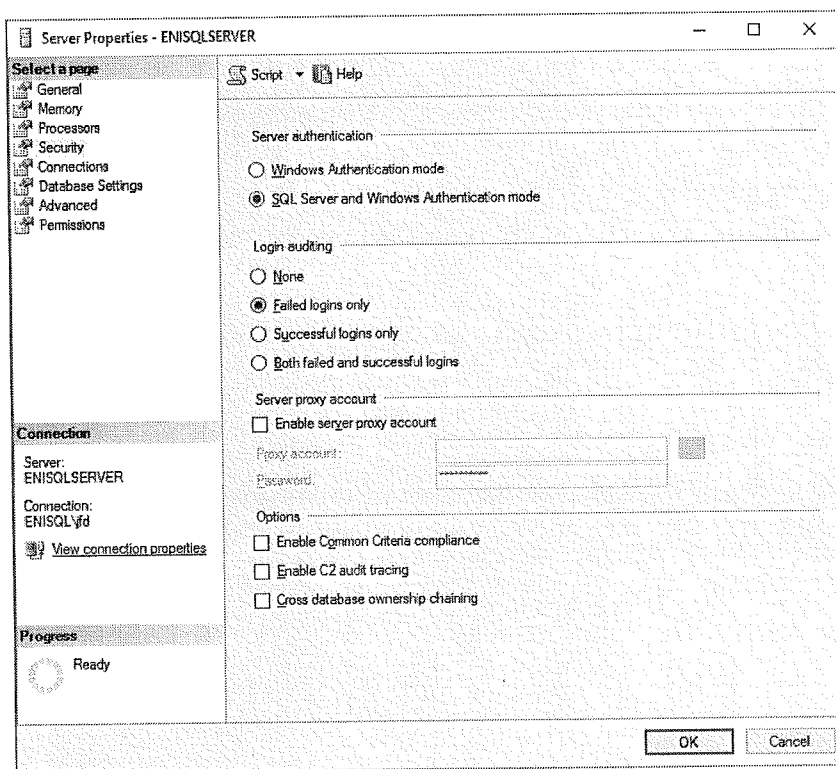 Server Properties - ENISQLSERVER
Select a page
General
Memory
Processors
Security
Connections
Database Settings
Advanced
Permissions
Connection
Server:
ENISQLSERVER
Connection:
ENISQL\jfd
View connection properties
Progress
Ready
Script Help
Server authentication
Windows Authentication mode
SQL Server and Windows Authentication mode
Login auditing
None
Failed logins only
Successful logins only
Both failed and successful logins
Server proxy account
Enable server proxy account
Proxy account:
Password:
Options
Enable Common Criteria compliance
Enable C2 audit tracing
Cross database ownership chaining
OK Cancel